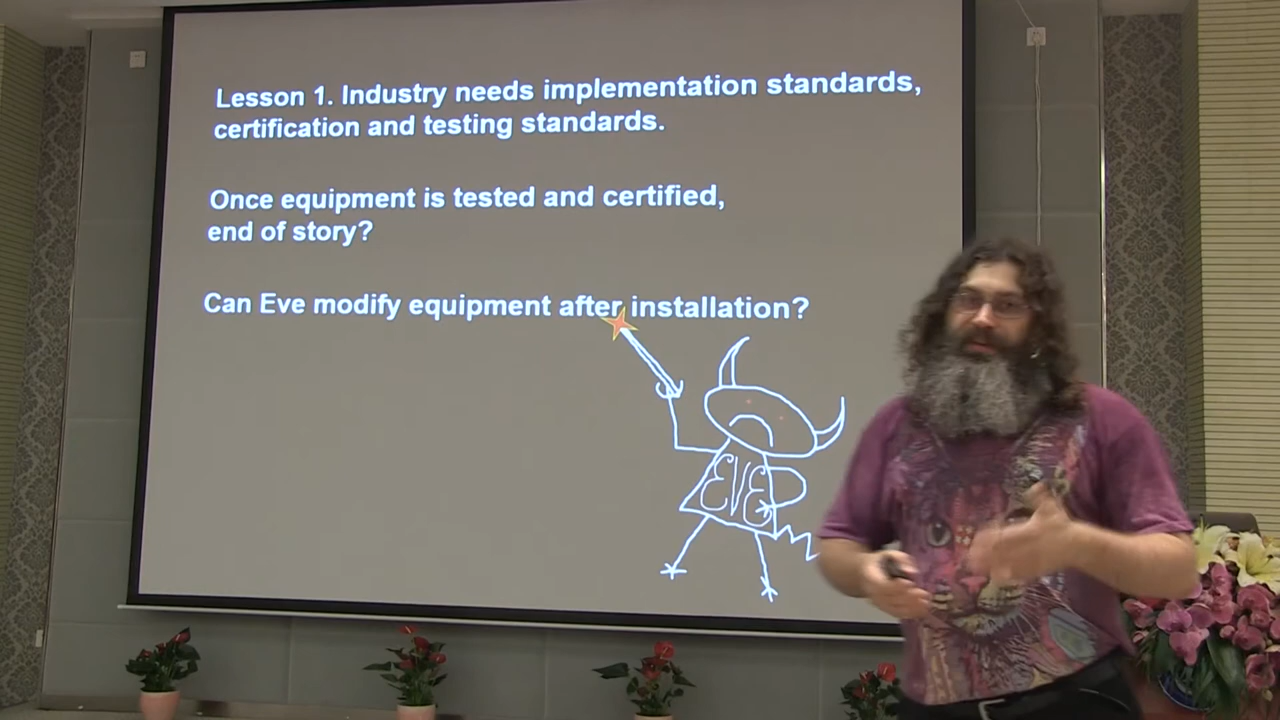 Lesson 1. Industry needs implementation standards,
certification and testing standards.
Once equipment is tested and certified,
end of story?
Can Eve modify equipment after installation?
EVE